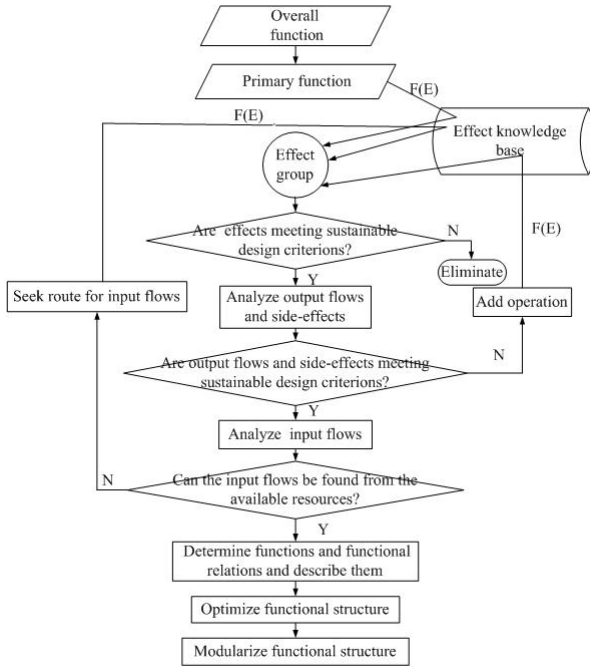 Overall
function
Primary function
F(E)
F(E)
Effect knowledge
base
Effect
group
Are effects meeting sustainable
design criterions?
N
F(E)
Eliminate
Y
Seek route for input flows
Analyze output flows
and side-effects
Add operation
Are output flows and side-effects meeting
sustainable design criterions?
N
Y
Analyze input flows
N
Can the input flows be found from the
available resources?
Y
Determine functions and functional
relations and describe them
Optimize functional structure
Modularize functional structure